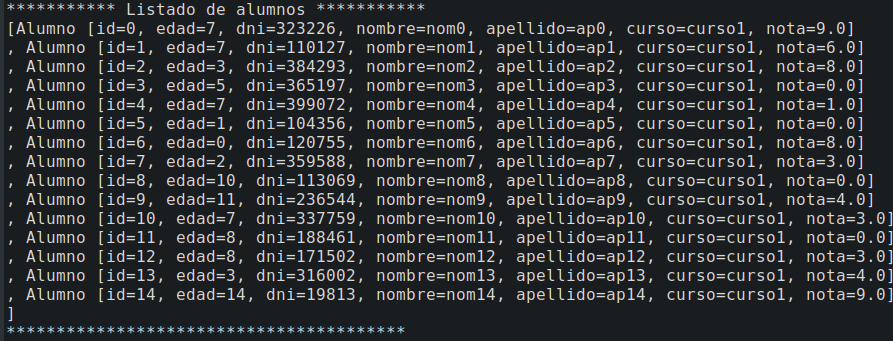 *********** Listado de alumnos ***********
[Alumno [id=0, edad=7, dni=323226, nombre=nom0, apellido=ap0, curso=curso1, nota=9.0]
, Alumno [id=1, edad=7, dni=110127, nombre=nom1, apellido=ap1, curso=curso1, nota=6.0]
, Alumno [id=2, edad=3, dni=384293, nombre=nom2, apellido=ap2, curso=curso1, nota=8.0]
, Alumno [id=3, edad=5, dni=365197, nombre=nom3, apellido=ap3, curso=curso1, nota=0.0]
, Alumno [id=4, edad=7, dni=399072, nombre=nom4, apellido=ap4, curso=curso1, nota=1.0]
, Alumno [id=5, edad=1, dni=104356, nombre=nom5, apellido=ap5, curso=curso1, nota=0.0]
, Alumno [id=6, edad=0, dni=120755, nombre=nom6, apellido=ap6, curso=curso1, nota=8.0]
, Alumno [id=7, edad=2, dni=359588, nombre=nom7, apellido=ap7, curso=curso1, nota=3.0]
, Alumno [id=8, edad=10, dni=113069, nombre=nom8, apellido=ap8, curso=curso1, nota=0.0]
, Alumno [id=9, edad=11, dni=236544, nombre=nom9, apellido=ap9, curso=curso1, nota=4.0]
, Alumno [id=10, edad=7, dni=337759, nombre=nom10, apellido=ap10, curso=curso1, nota=3.0]
, Alumno [id=11, edad=8, dni=188461, nombre=nom11, apellido=ap11, curso=curso1, nota=0.0]
, Alumno [id=12, edad=8, dni=171502, nombre=nom12, apellido=ap12, curso=curso1, nota=3.0]
, Alumno [id=13, edad=3, dni=316002, nombre=nom13, apellido=ap13, curso=curso1, nota=4.0]
, Alumno [id=14, edad=14, dni=19813, nombre=nom14, apellido=ap14, curso=curso1, nota=9.0]
]
****************************************